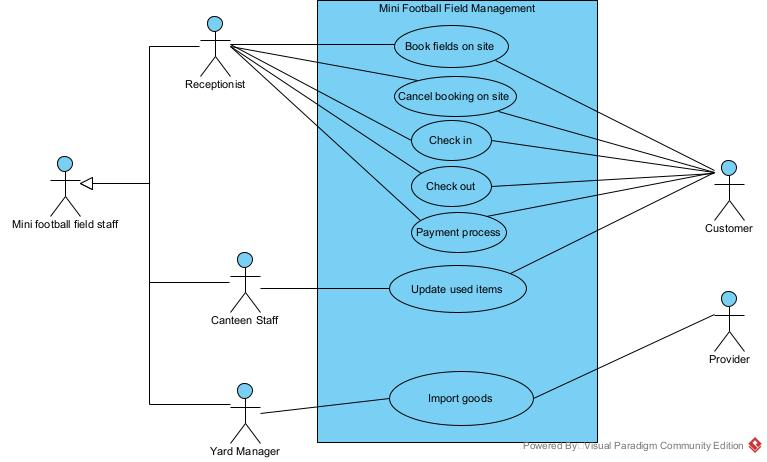 Mini Football Field Management
Book fields on site
Receptionist
Cancel booking on site
Check in
Check out
Mini football field staff
Customer
Payment process
Update used items
Canteen Staff
Provider
Import goods
Yard Manager
Powered By Visual Paradigm Community Edition